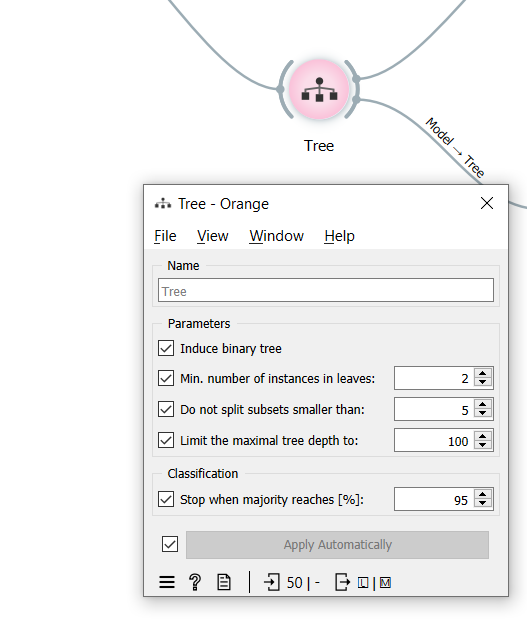 Tree
Model → Tree
Tree - Orange
File View Window Help
Name
Tree
Parameters
Induce binary tree
Min. number of instances in leaves: 2
Do not split subsets smaller than: 5
Limit the maximal tree depth to: 100
Classification
Stop when majority reaches [%]: 95
Apply Automatically
? 50 | - L | M